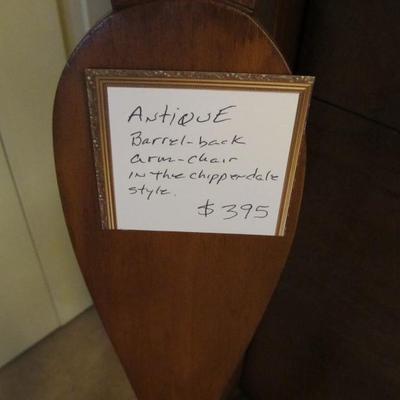 Antique
Barrel-back
arm-chair
in the chippendale
style.
$395